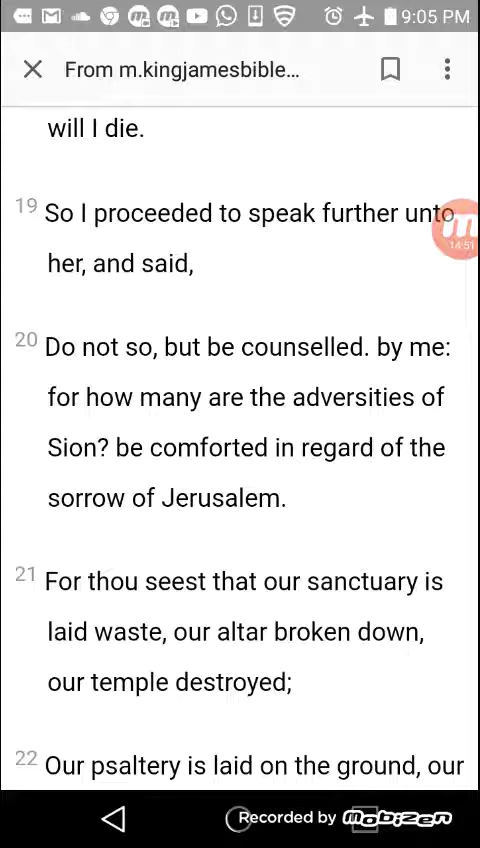 9:05 PM
From m.kingjamesbible...
will I die.
19 So I proceeded to speak further unto
14:51
her, and said,
20 Do not so, but be counselled. by me:
for how many are the adversities of
Sion? be comforted in regard of the
sorrow of Jerusalem.
21 For thou seest that our sanctuary is
laid waste, our altar broken down,
our temple destroyed;
22 Our psaltery is laid on the ground, our
Recorded by Mobizen